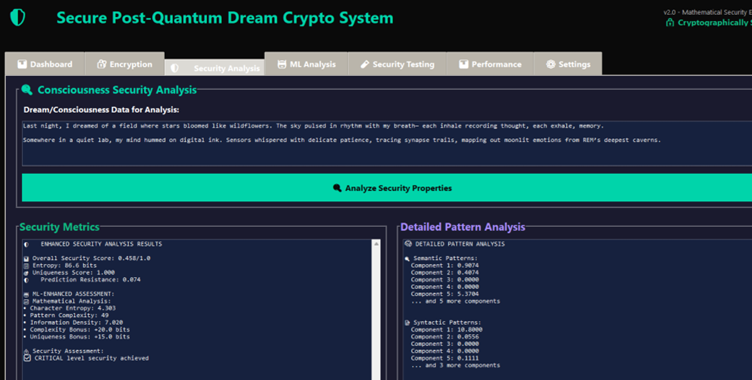 Secure Post-Quantum Dream Crypto System
v2.0 - Mathematical Security
Cryptographically
Dashboard
Encryption
Security Analysis
ML Analysis
Security Testing
Performance
Settings
Consciousness Security Analysis
Dream/Consciousness Data for Analysis:
Last night, I dreamed of a field where stars bloomed like wildflowers. The sky pulsed in rhythm with my breath— each inhale recording thought, each exhale, memory.
Somewhere in a quiet lab, my mind hummed on digital ink. Sensors whispered with delicate patience, tracing synapse trails, mapping out moonlit emotions from REM's deepest caverns.
Analyze Security Properties
Security Metrics
ENHANCED SECURITY ANALYSIS RESULTS
Overall Security Score: 0.458/1.0
Entropy: 86.6 bits
Uniqueness Score: 1.000
Prediction Resistance: 0.074
ML-ENHANCED ASSESSMENT:
Mathematical Analysis:
• Character Entropy: 4.303
• Pattern Complexity: 49
• Information Density: 7.020
• Complexity Bonus: +20.0 bits
• Uniqueness Bonus: +15.0 bits
Security Assessment:
CRITICAL level security achieved
Detailed Pattern Analysis
DETAILED PATTERN ANALYSIS
Semantic Patterns:
Component 1: 0.9074
Component 2: 0.4074
Component 3: 0.0000
Component 4: 0.0000
Component 5: 5.3704
... and 5 more components
Syntactic Patterns:
Component 1: 10.8000
Component 2: 0.0556
Component 3: 0.0000
Component 4: 0.0000
Component 5: 0.1111
... and 3 more components